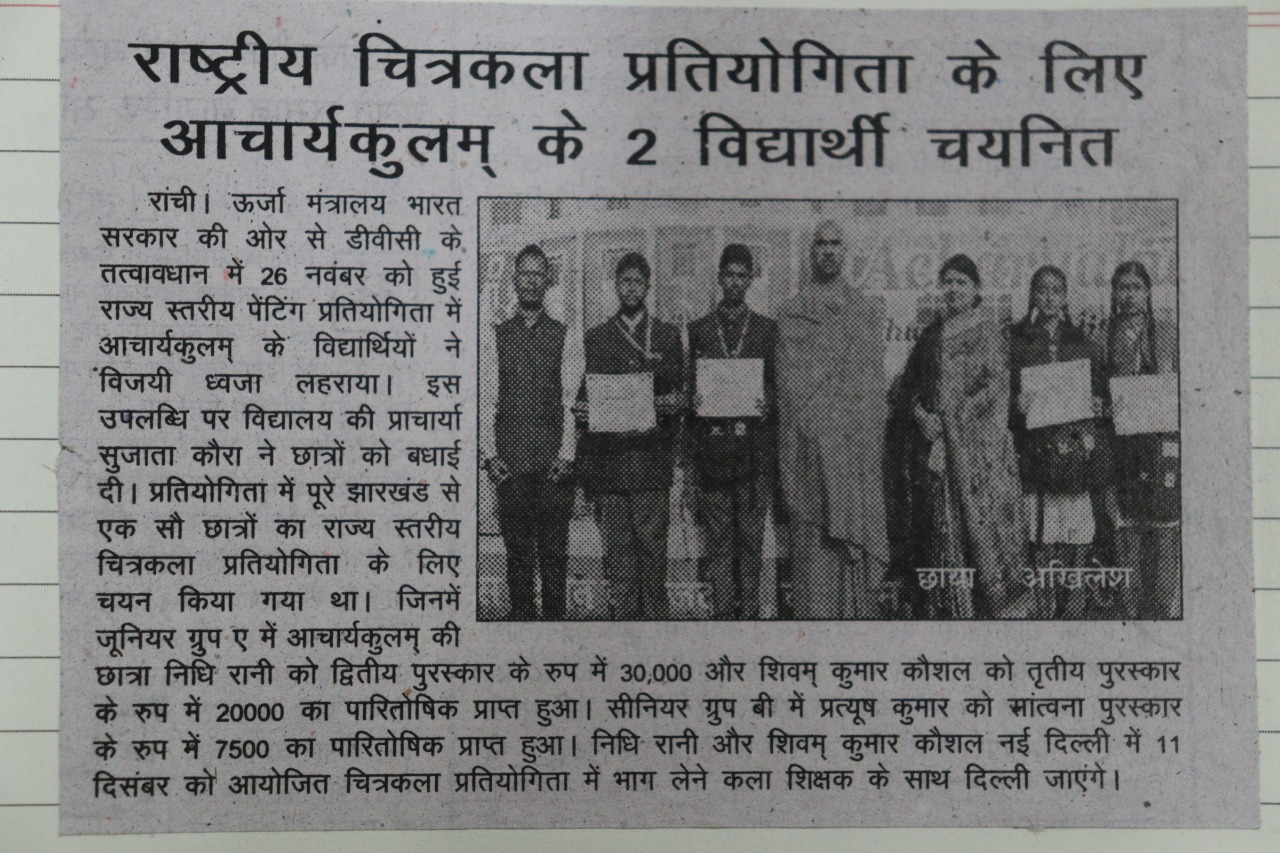 राष्ट्रीय चित्रकला प्रतियोगिता के लिए
आचार्यकुलम् के 2 विद्यार्थी चयनित
रांची। ऊर्जा मंत्रालय भारत
सरकार की ओर से डीवीसी के
तत्वावधान में 26 नवंबर को हुई
राज्य स्तरीय पेंटिंग प्रतियोगिता में
आचार्यकुलम् के विद्यार्थियों ने
विजयी ध्वजा लहराया। इस
उपलब्धि पर विद्यालय की प्राचार्या
सुजाता कौरा ने छात्रों को बधाई
दी। प्रतियोगिता में पूरे झारखंड से
एक सौ छात्रों का राज्य स्तरीय
चित्रकला प्रतियोगिता के लिए
चयन किया गया था। जिनमें
जूनियर ग्रुप ए में आचार्यकुलम् की
छात्रा निधि रानी को द्वितीय पुरस्कार के रुप में 30,000 और शिवम् कुमार कौशल को तृतीय पुरस्कार
के रुप में 20000 का पारितोषिक प्राप्त हुआ। सीनियर ग्रुप बी में प्रत्यूष कुमार को सांत्वना पुरस्कार
के रुप में 7500 का पारितोषिक प्राप्त हुआ। निधि रानी और शिवम् कुमार कौशल नई दिल्ली में 11
दिसंबर को आयोजित चित्रकला प्रतियोगिता में भाग लेने कला शिक्षक के साथ दिल्ली जाएंगे।
छाया अखिलेश